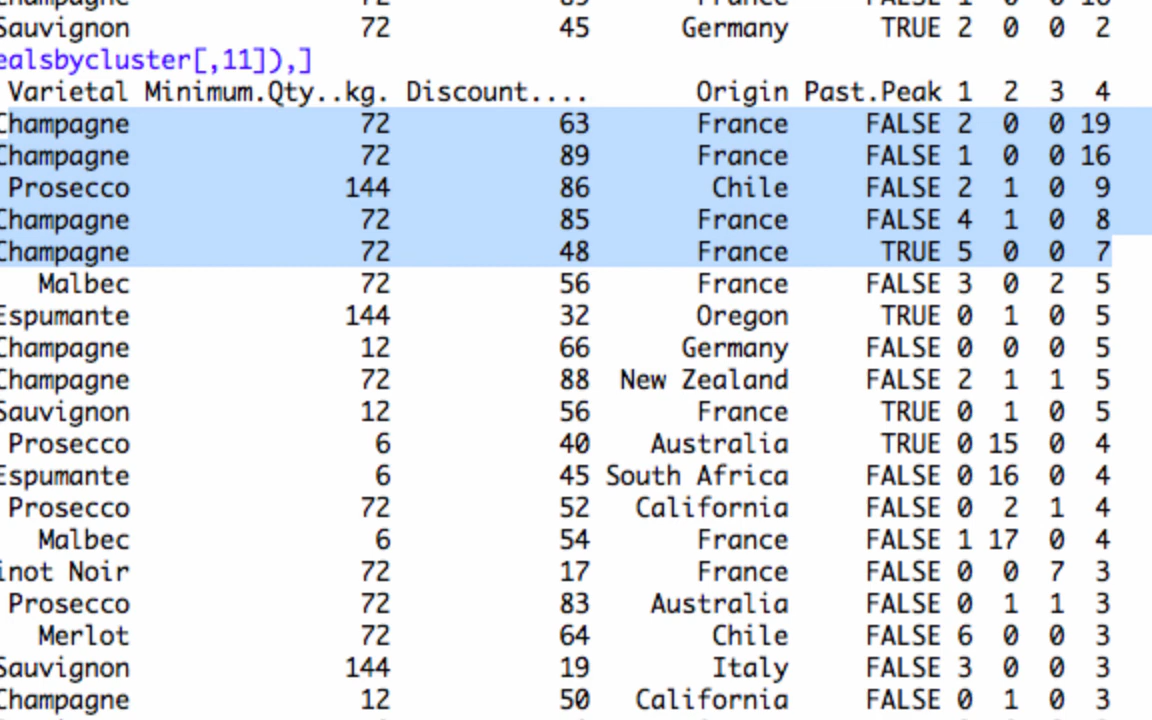 Sauvignon 72 45 Germany TRUE 2 0 0 2
ealsbycluster[,11]),]
Varietal Minimum.Qty..kg. Discount.... Origin Past.Peak 1 2 3 4
Champagne 72 63 France FALSE 2 0 0 19
Champagne 72 89 France FALSE 1 0 0 16
Prosecco 144 86 Chile FALSE 2 1 0 9
Champagne 72 85 France FALSE 4 1 0 8
Champagne 72 48 France TRUE 5 0 0 7
Malbec 72 56 France FALSE 3 0 2 5
Espumante 144 32 Oregon TRUE 0 1 0 5
Champagne 12 66 Germany FALSE 0 0 0 5
Champagne 72 88 New Zealand FALSE 2 1 1 5
Sauvignon 12 56 France TRUE 0 1 0 5
Prosecco 6 40 Australia TRUE 0 15 0 4
Espumante 6 45 South Africa FALSE 0 16 0 4
Prosecco 72 52 California FALSE 0 2 1 4
Malbec 6 54 France FALSE 1 17 0 4
inot Noir 72 17 France FALSE 0 0 7 3
Prosecco 72 83 Australia FALSE 0 1 1 3
Merlot 72 64 Chile FALSE 6 0 0 3
Sauvignon 144 19 Italy FALSE 3 0 0 3
Champagne 12 50 California FALSE 0 1 0 3